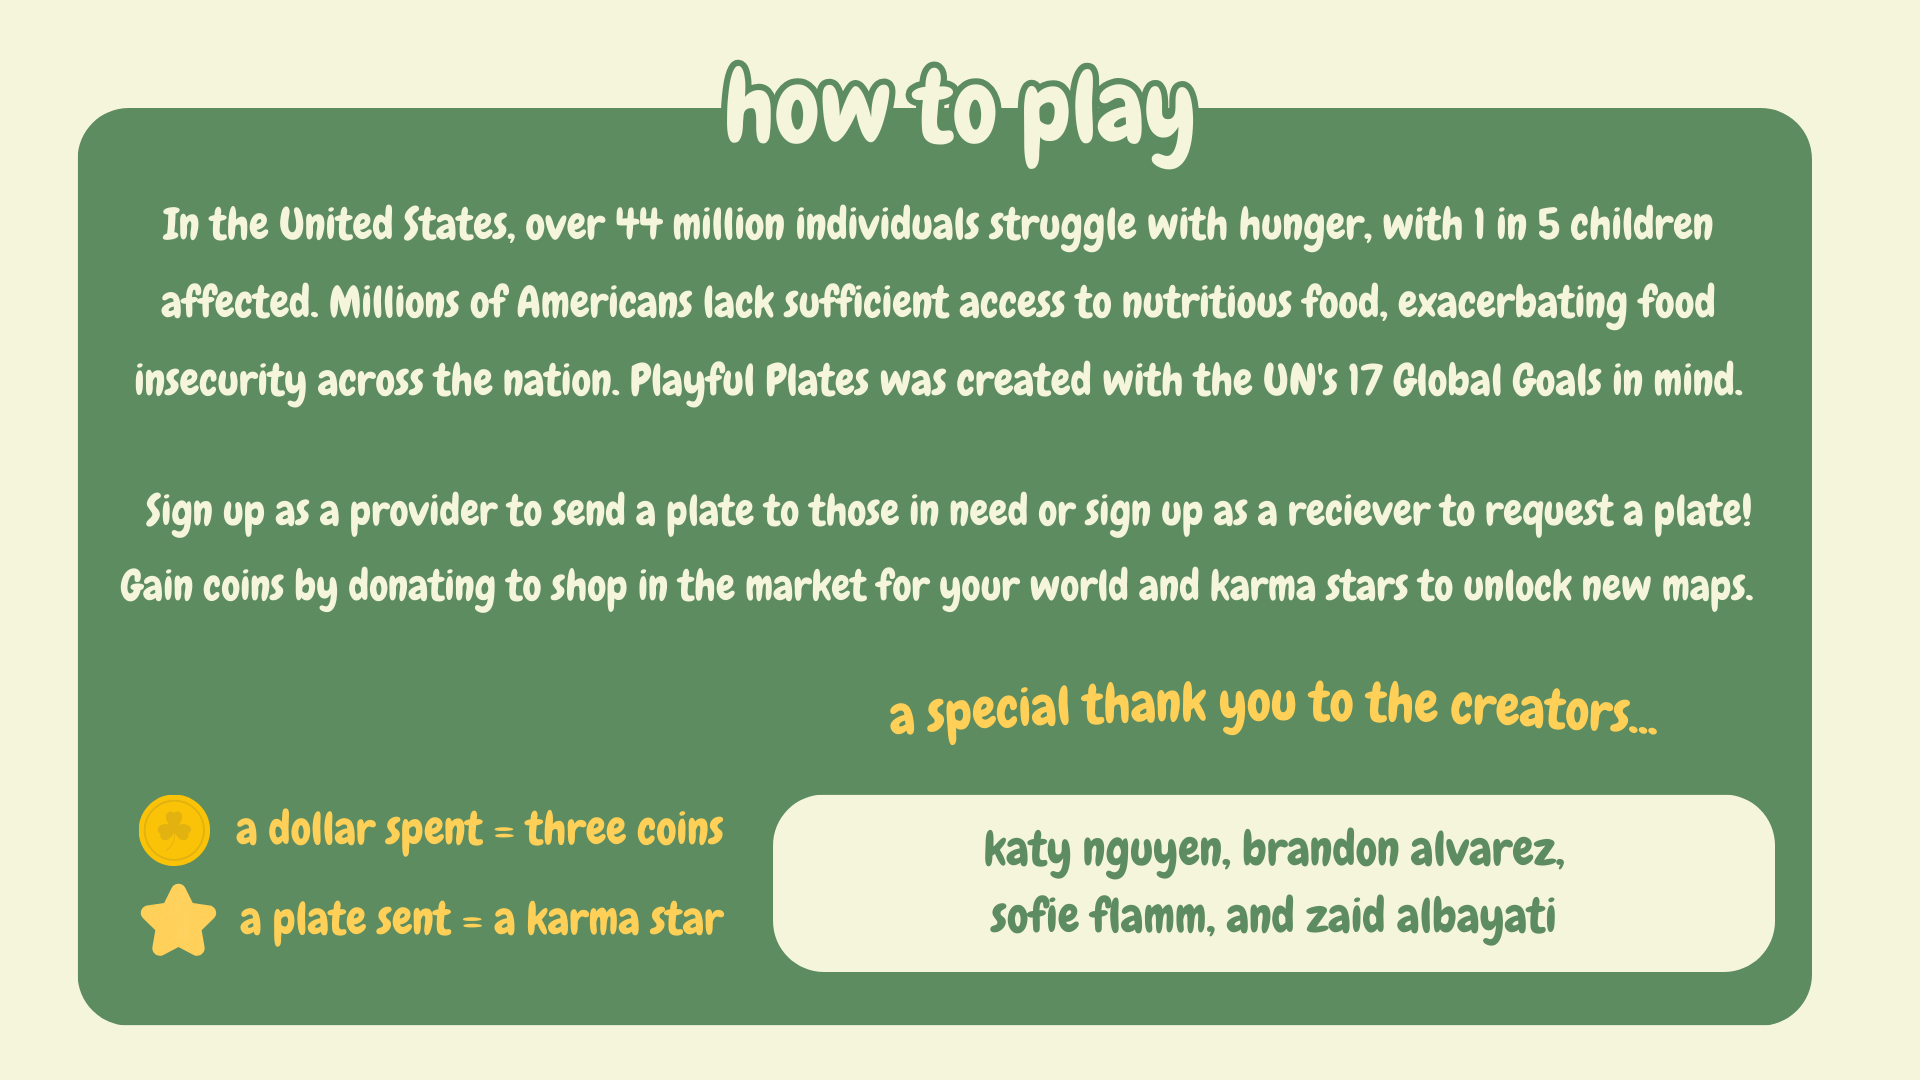 how to play
In the United States, over 44 million individuals struggle with hunger, with 1 in 5 children
affected. Millions of Americans lack sufficient access to nutritious food, exacerbating food
insecurity across the nation. Playful Plates was created with the UN's 17 Global Goals in mind.
Sign up as a provider to send a plate to those in need or sign up as a reciever to request a plate!
Gain coins by donating to shop in the market for your world and karma stars to unlock new maps.
a special thank you to the creators...
a dollar spent = three coins
a plate sent = a karma star
katy nguyen, brandon alvarez,
sofie flamm, and zaid albayati